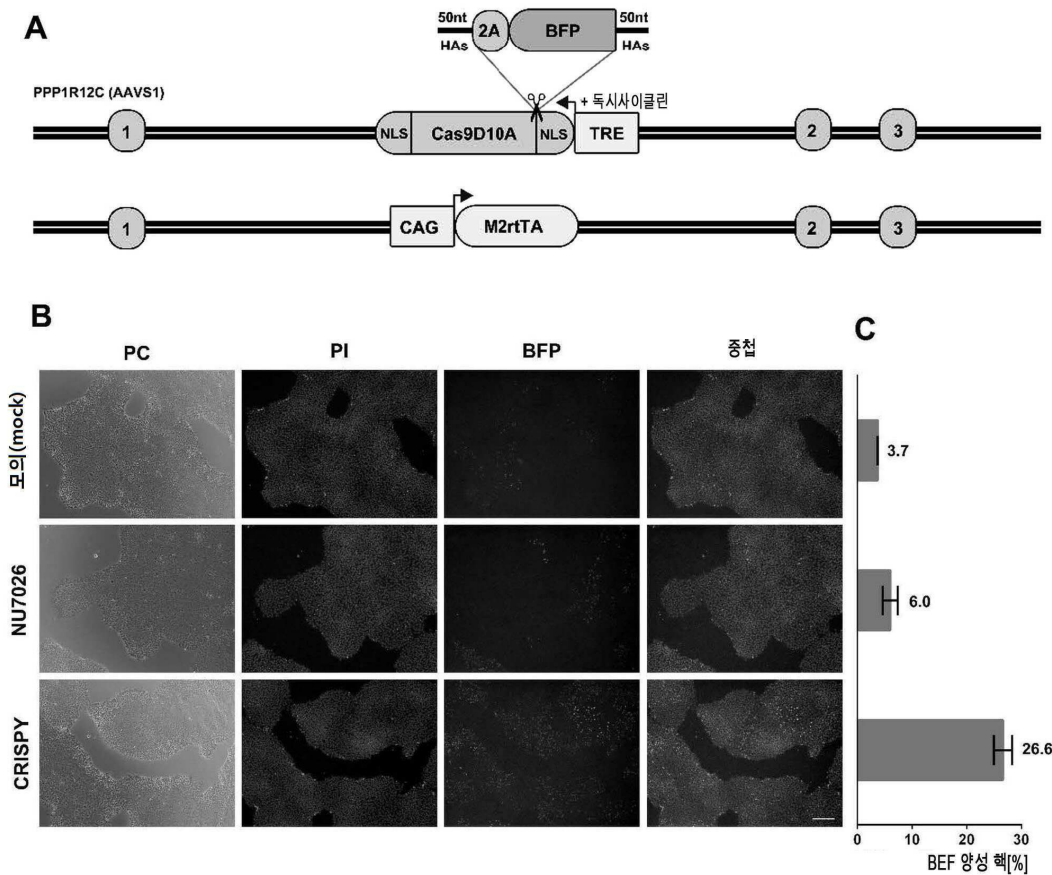 A
50nt
HAs
2A
BFP
50nt
HAs
PPP1R12C (AAVS1)
+ 독시사이클린
1
NLS
Cas9D10A
NLS
TRE
2
3
1
CAG
M2rtTA
2
3
B
C
PC
PI
BFP
중첩
모의(mock)
NU7026
CRISPY
3.7
6.0
26.6
0
10
20
30
BEF 양성 핵[%]